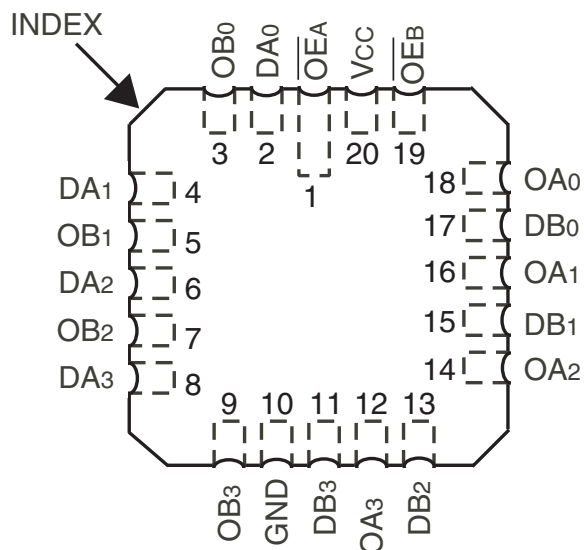 INDEX
OB0 DA0 O̅E̅A VCC O̅E̅B
3 2 1 20 19
DA1 4
OB1 5
DA2 6
OB2 7
DA3 8
18 OA0
17 DB0
16 OA1
15 DB1
14 OA2
9 10 11 12 13
OB3 GND DB3 OA3 DB2